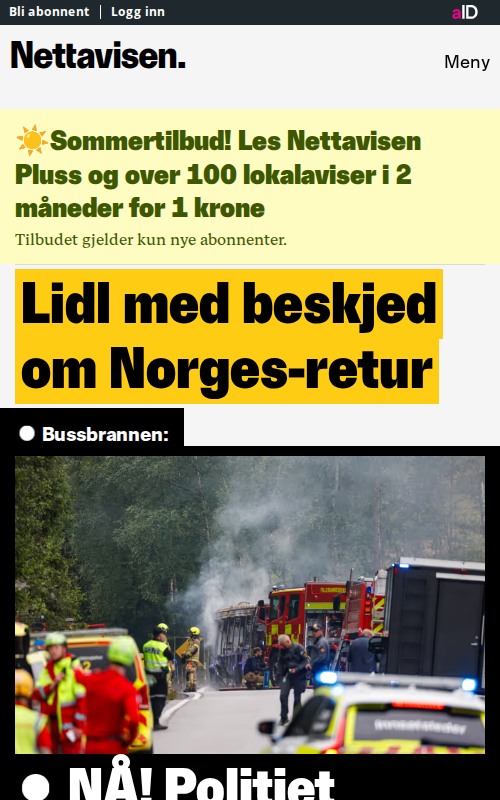 Bli abonnent | Logg inn
aID
Nettavisen.
Meny
☀️Sommertilbud! Les Nettavisen
Pluss og over 100 lokalaviser i 2
måneder for 1 krone
Tilbudet gjelder kun nye abonnenter.
Lidl med beskjed
om Norges-retur
Bussbrannen:
NÅ! Politiet